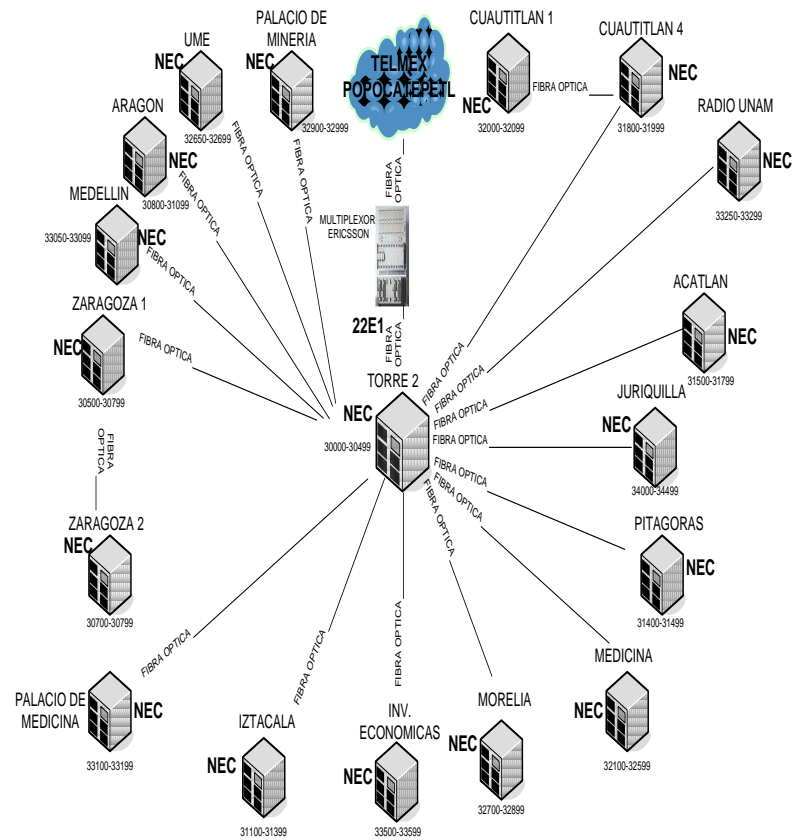 UME
NEC
32650-32699
FIBRA OPTICA
PALACIO DE
MINERIA
NEC
32900-32999
FIBRA OPTICA
TELMEX
POPOCATEPETL
FIBRA
OPTICA
MULTIPLEXOR
ERICSSON
22E1
FIBRA
OPTICA
CUAUTITLAN 1
NEC
32000-32099
FIBRA OPTICA
CUAUTITLAN 4
NEC
31800-31999
FIBRA OPTICA
RADIO UNAM
NEC
33250-33299
FIBRA OPTICA
ARAGON
NEC
30800-31099
FIBRA OPTICA
MEDELLIN
33050-33099
NEC
FIBRA OPTICA
ZARAGOZA 1
NEC
30500-30799
FIBRA OPTICA
FIBRA
OPTICA
ZARAGOZA 2
NEC
30700-30799
TORRE 2
NEC
30000-30499
ACATLAN
NEC
31500-31799
FIBRA OPTICA
JURIQUILLA
NEC
34000-34499
FIBRA OPTICA
PITAGORAS
NEC
31400-31499
FIBRA OPTICA
MEDICINA
NEC
32100-32599
FIBRA OPTICA
PALACIO DE
MEDICINA
NEC
33100-33199
FIBRA OPTICA
IZTACALA
NEC
31100-31399
FIBRA OPTICA
INV.
ECONOMICAS
NEC
33500-33599
FIBRA OPTICA
MORELIA
NEC
32700-32899
FIBRA OPTICA